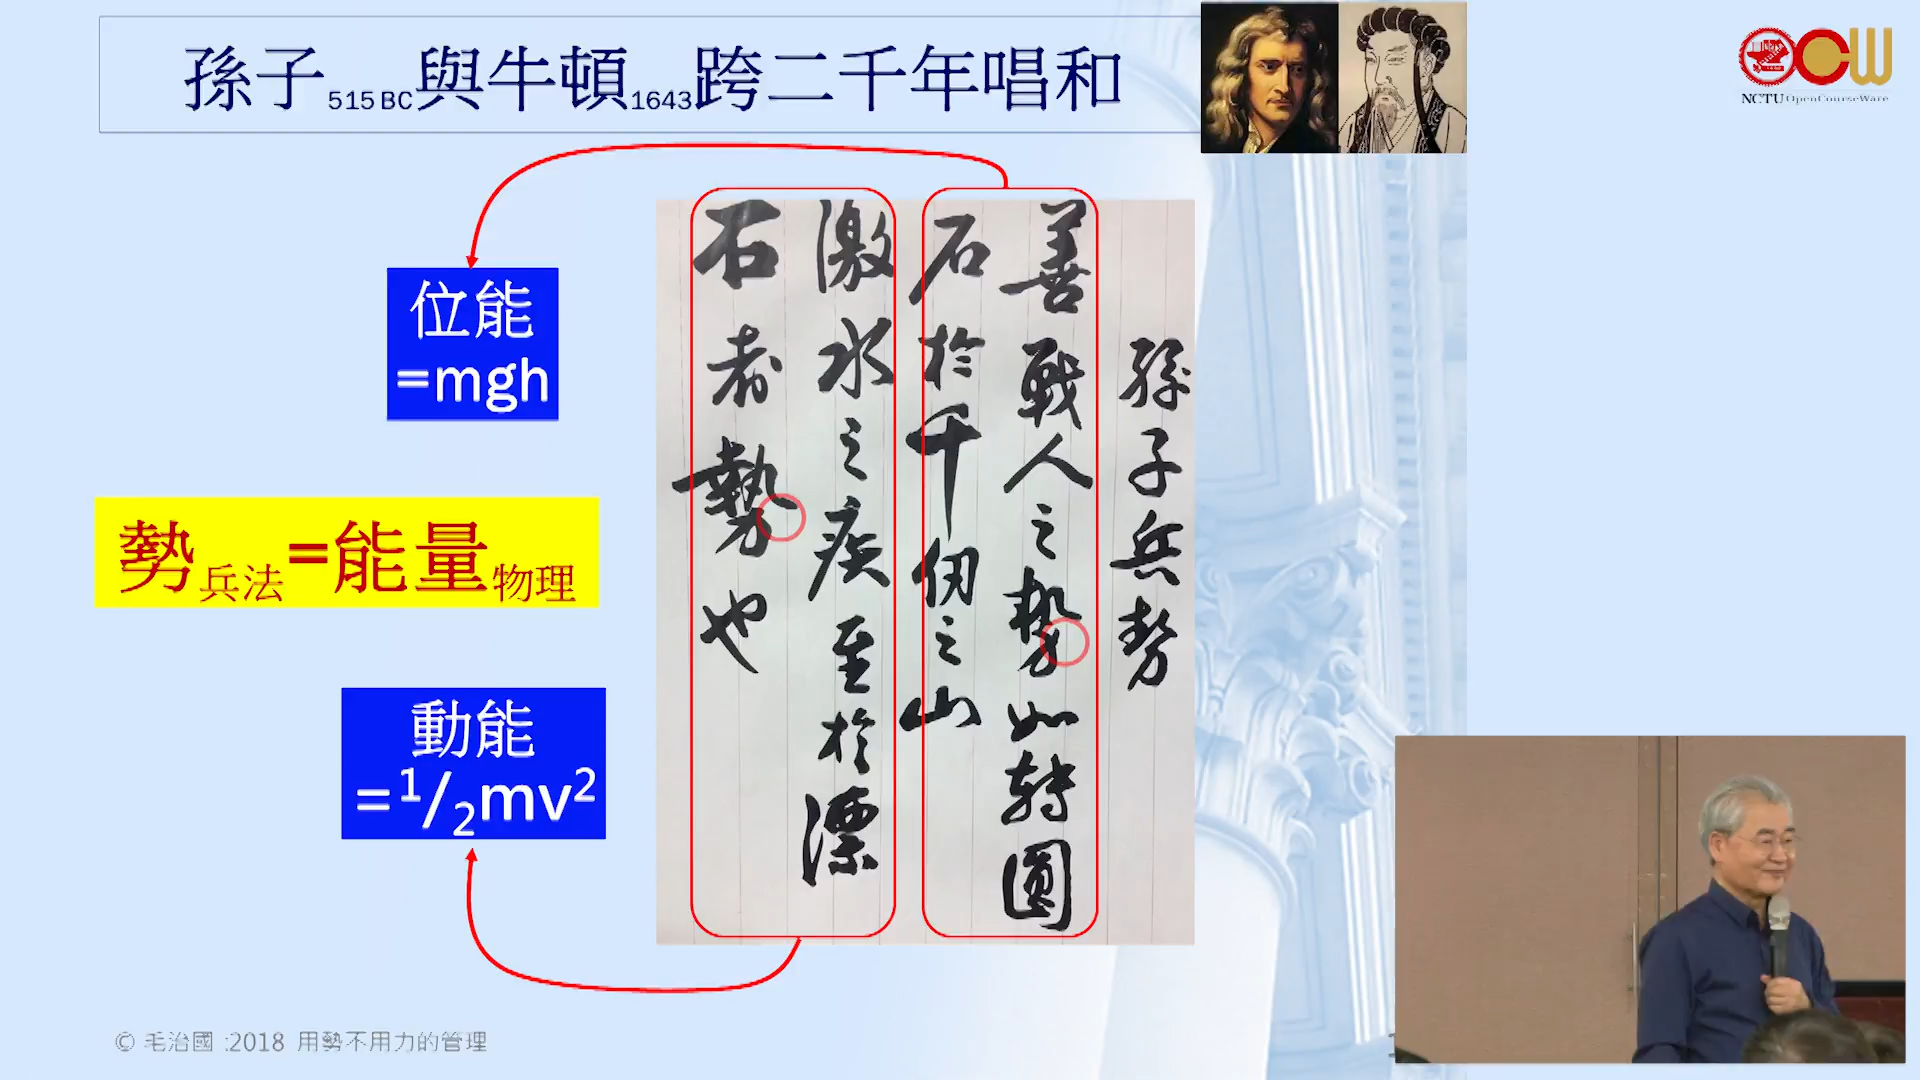 孫子515 BC與牛頓1643跨二千年唱和
NCTU OpenCourseWare
位能
=mgh
勢兵法=能量物理
動能
=1/2mv²
孫子兵勢
善戰人之勢如轉圓
石於千仞之山
激水之疾至於漂
石者勢也
© 毛治國 :2018 用勢不用力的管理